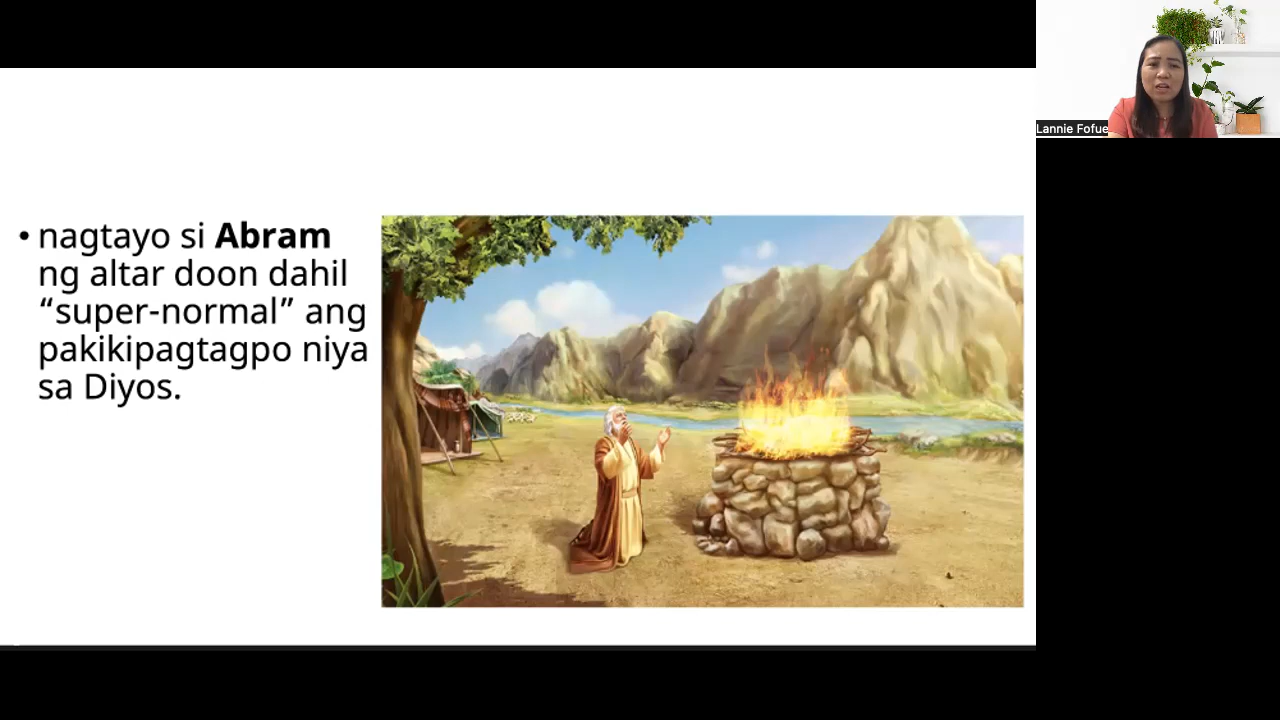 • nagtayo si Abram
ng altar doon dahil
“super-normal” ang
pakikipagtagpo niya
sa Diyos.
Lannie Fofue